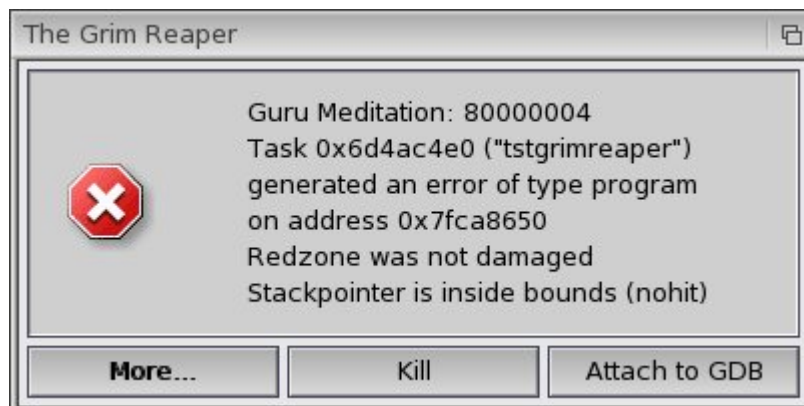 The Grim Reaper
Guru Meditation: 80000004
Task 0x6d4ac4e0 ("tstgrimreaper")
generated an error of type program
on address 0x7fca8650
Redzone was not damaged
Stackpointer is inside bounds (nohit)
More... Kill Attach to GDB